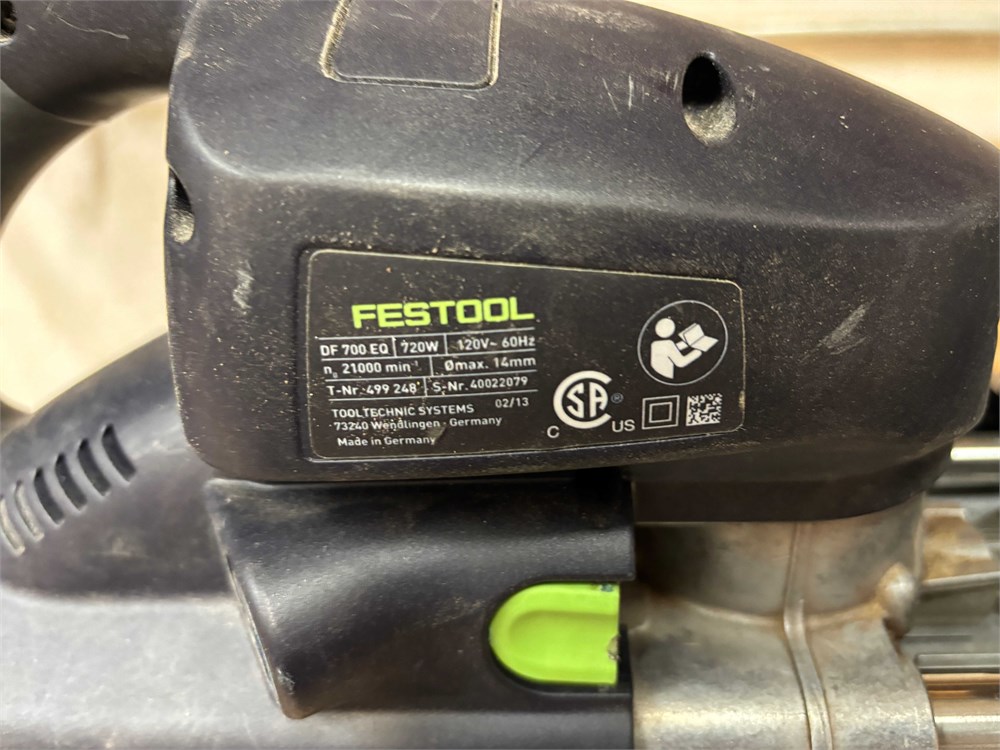 FESTOOL
DF 700 EQ 720W 120V~ 60Hz
n₀ 21000 min⁻¹ Ømax. 14mm
T-Nr. 499 248 S-Nr. 40022079
TOOLTECHNIC SYSTEMS 02/13
73240 Wendlingen · Germany
Made in Germany
CSA®
C US